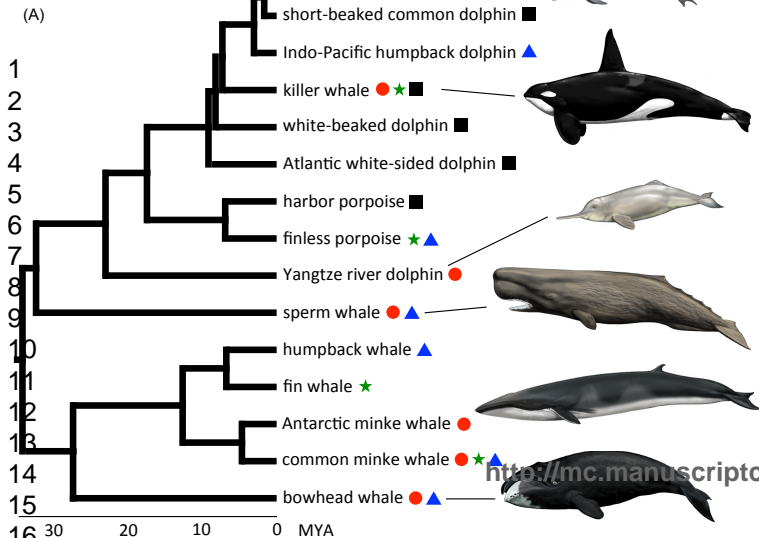 (A)
short-beaked common dolphin
Indo-Pacific humpback dolphin
1
killer whale
2
white-beaked dolphin
3
Atlantic white-sided dolphin
4
harbor porpoise
5
finless porpoise
6
Yangtze river dolphin
7
8
sperm whale
9
humpback whale
10
fin whale
11
Antarctic minke whale
12
common minke whale
13
http://mc.manuscriptc
14
bowhead whale
15
16
30 20 10 0 MYA